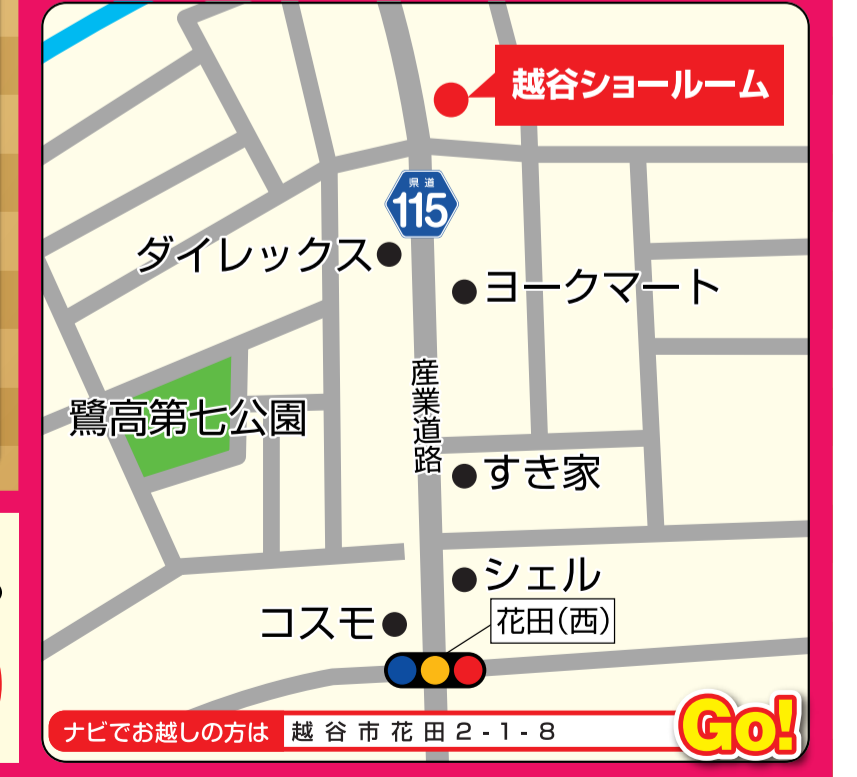 越谷ショールーム
県道
115
ダイレックス
ヨークマート
産業道路
鷺高第七公園
すき家
シェル
コスモ
花田(西)
ナビでお越しの方は 越谷市花田2-1-8
Go!